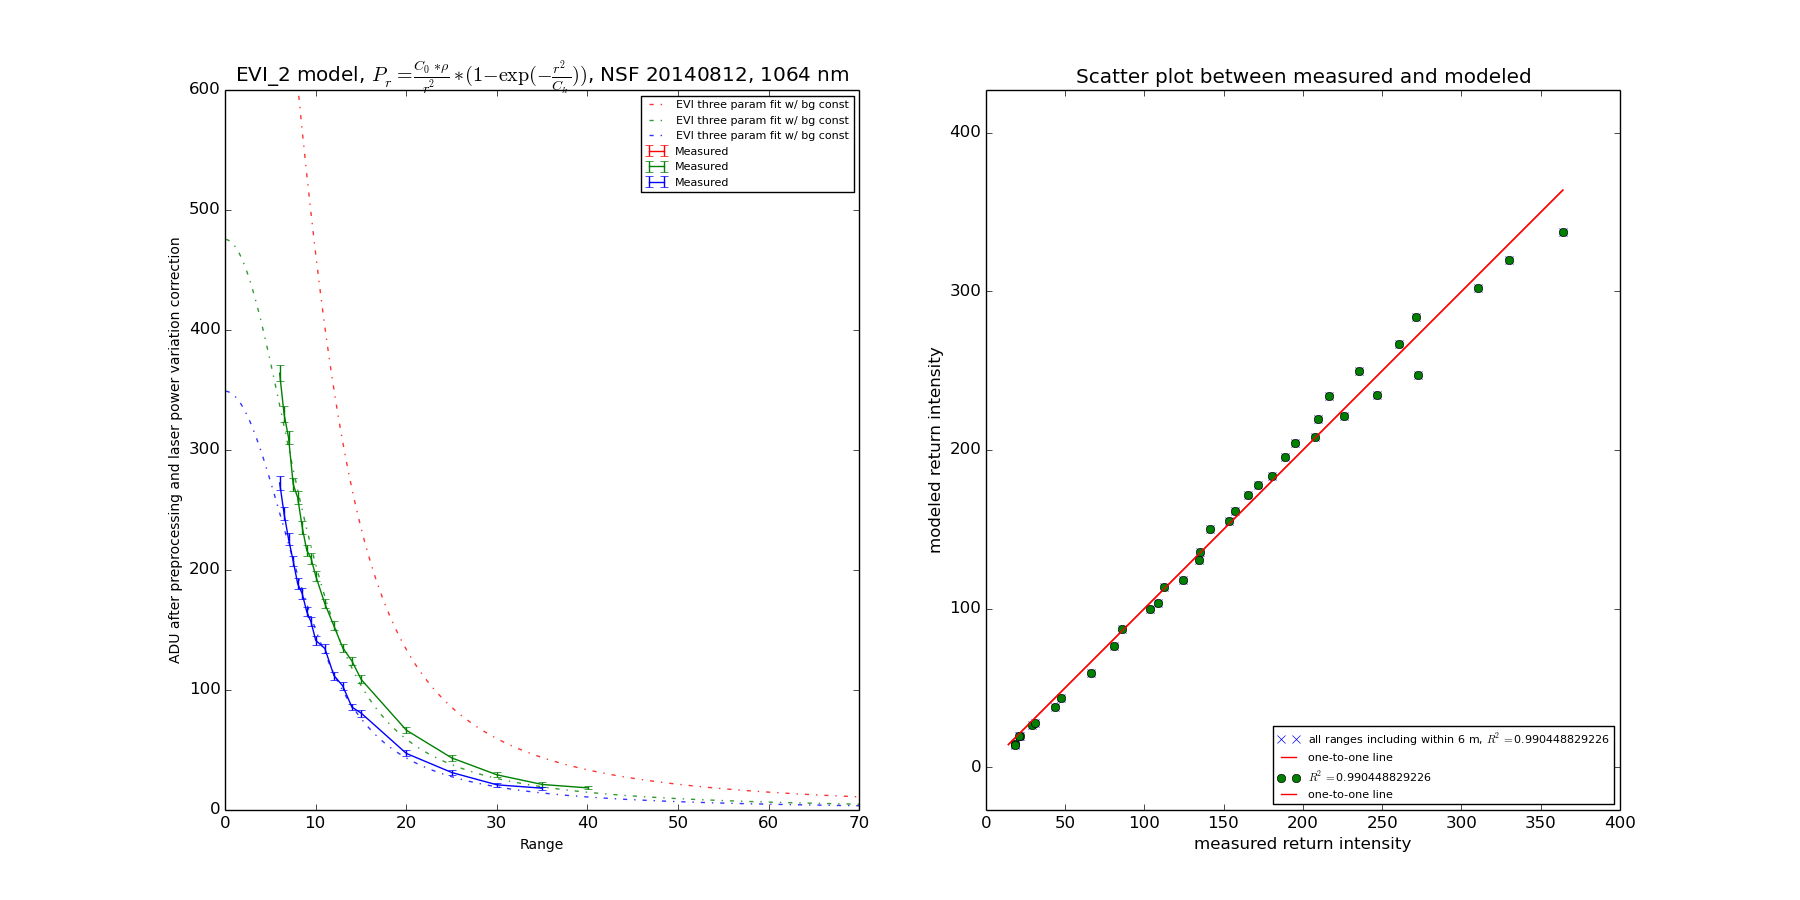 EVI_2 model, $P_r = \frac{C_0 * \rho}{r^2} * (1 - \exp(-\frac{r^2}{C_k}))$, NSF 20140812, 1064 nm
600
500
400
300
200
100
0
ADU after preprocessing and laser power variation correction
EVI three param fit w/ bg const
EVI three param fit w/ bg const
EVI three param fit w/ bg const
Measured
Measured
Measured
0 10 20 30 40 50 60 70
Range
Scatter plot between measured and modeled
400
300
200
100
0
modeled return intensity
all ranges including within 6 m, $R^2$ =0.990448829226
one-to-one line
$R^2$ =0.990448829226
one-to-one line
0 50 100 150 200 250 300 350 400
measured return intensity